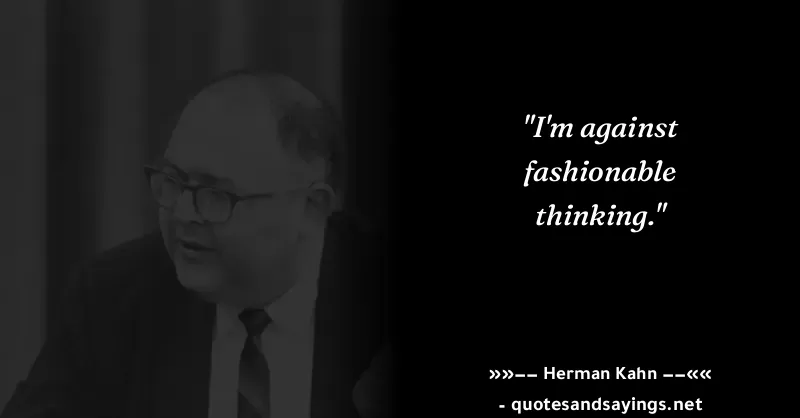 "I'm against
fashionable
thinking."
»»−− Herman Kahn −−««
- quotesandsayings.net